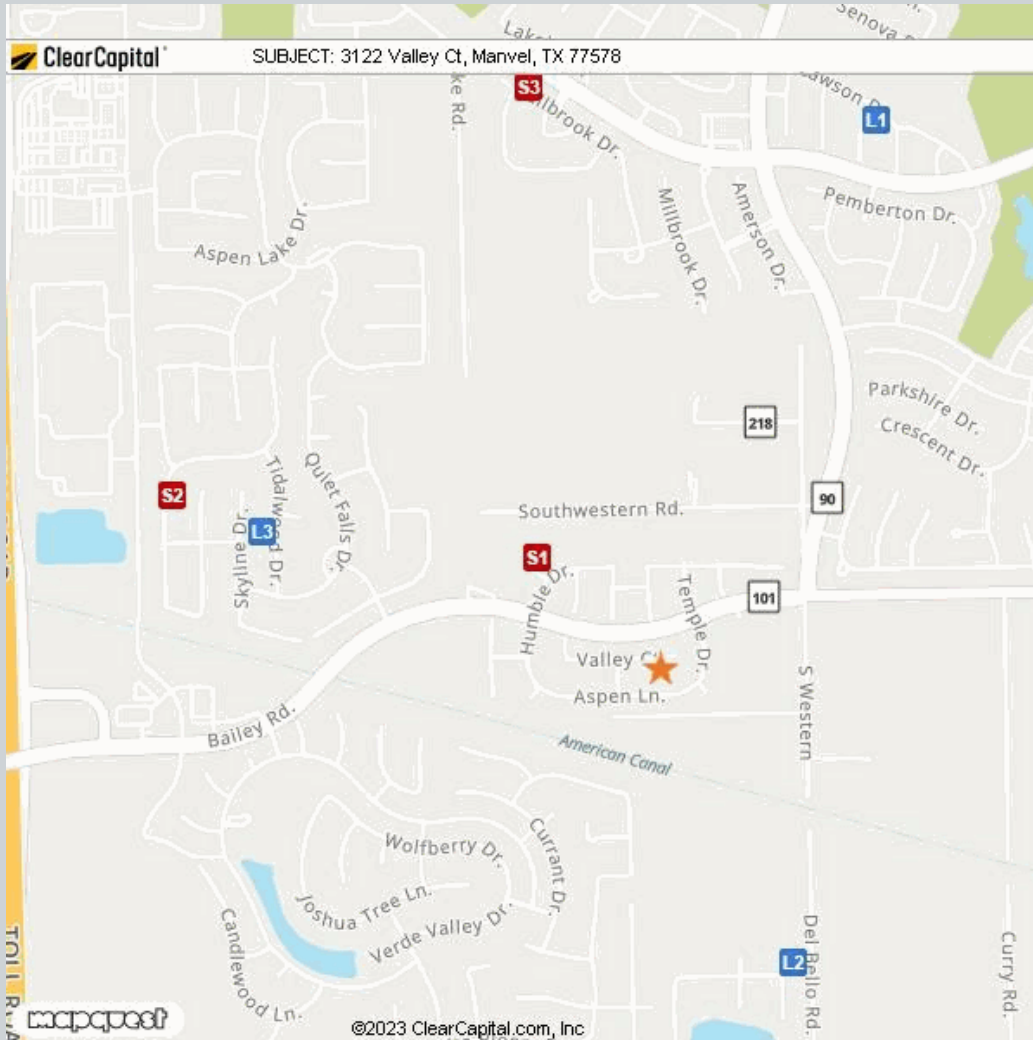 Senova
ClearCapital
SUBJECT: 3122 Valley Ct, Manvel, TX 77578
S3
L1
Pemberton Dr.
Millbrook Dr.
Amerson Dr.
Aspen Lake Dr.
Parkshire Dr.
218
Crescent Dr.
Tidalwood Dr.
Quiet Falls Dr.
S2
90
Southwestern Rd.
L3
Skyline Dr.
S1
Humble Dr.
Temple Dr.
101
Valley
Aspen Ln.
S Western
Bailey Rd.
American Canal
Wolfberry Dr.
Currant Dr.
Joshua Tree Ln.
Verde Valley Dr.
Candlewood Ln.
Del Bello Rd.
Curry Rd.
L2
TOLL
mapquest
©2023 ClearCapital.com, Inc